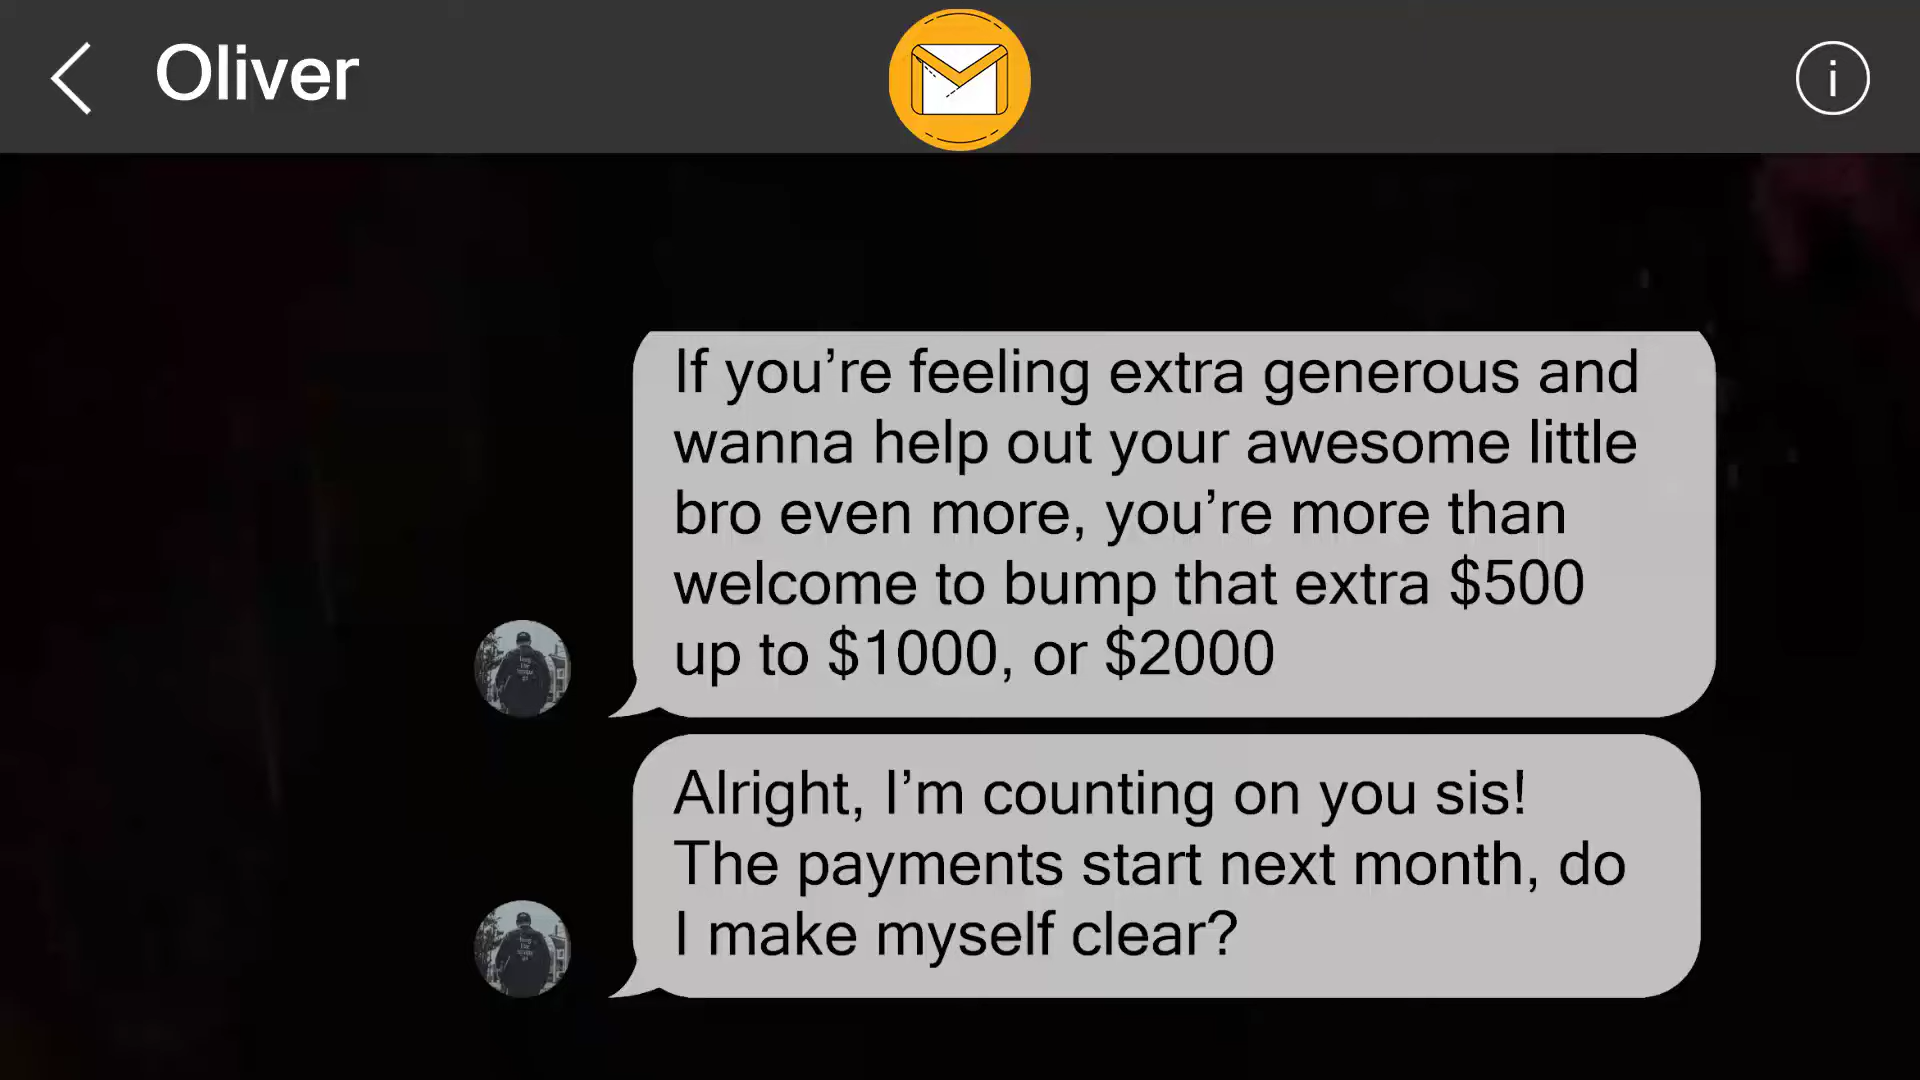 Oliver
i
If you’re feeling extra generous and
wanna help out your awesome little
bro even more, you’re more than
welcome to bump that extra $500
up to $1000, or $2000
Alright, I’m counting on you sis!
The payments start next month, do
I make myself clear?